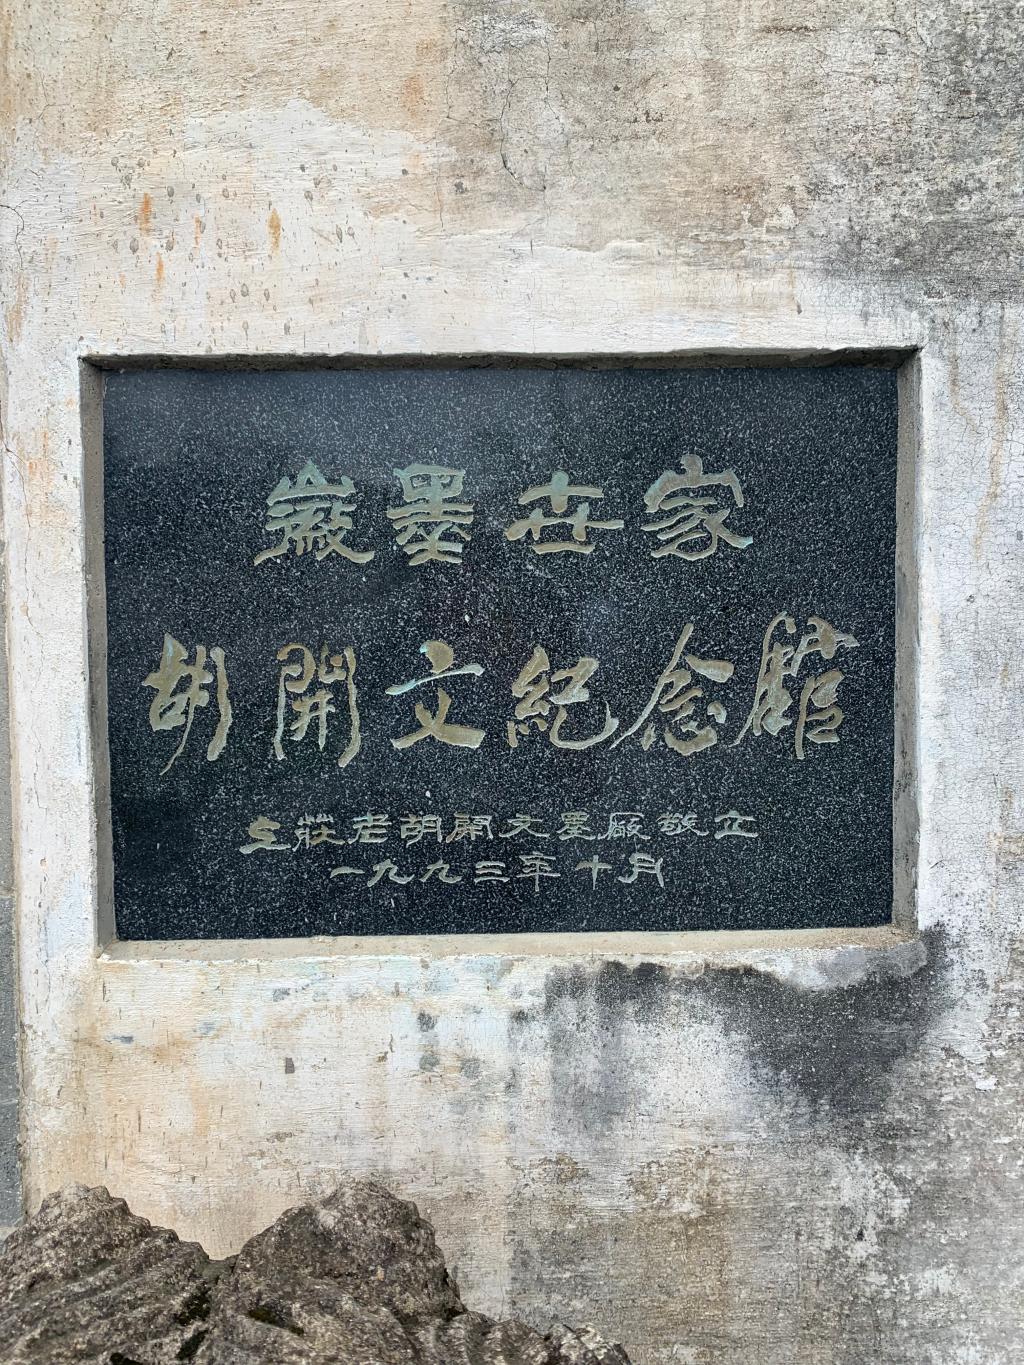 徽墨世家
胡開文紀念館
上莊老胡開文墨厰敬立
一九九三年十月